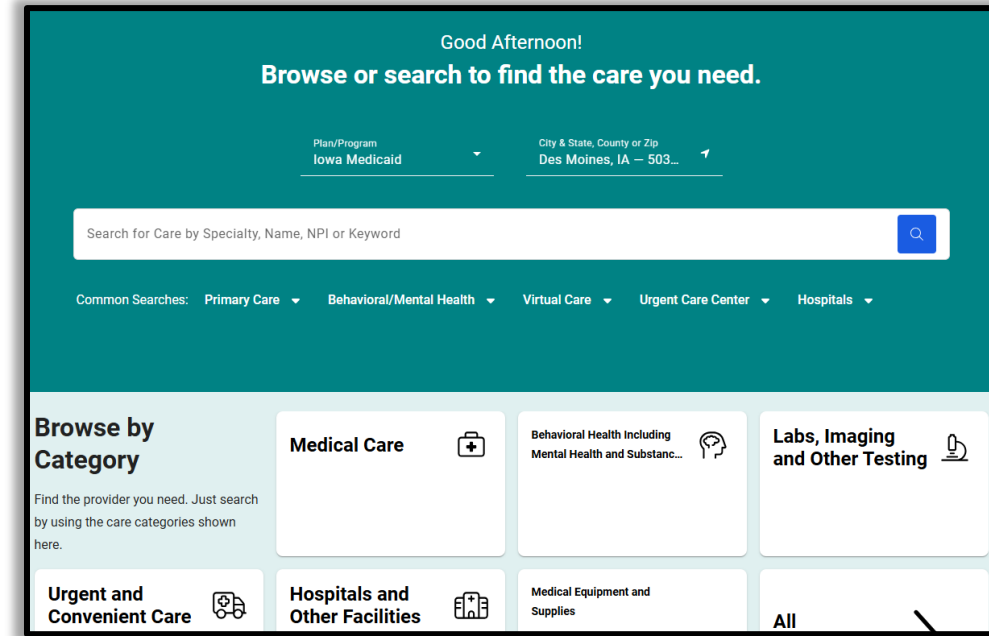 Good Afternoon!
Browse or search to find the care you need.
Plan/Program
Iowa Medicaid
City & State, County or Zip
Des Moines, IA — 503...
Search for Care by Specialty, Name, NPI or Keyword
Common Searches: Primary Care Behavioral/Mental Health Virtual Care Urgent Care Center Hospitals
Browse by
Category
Find the provider you need. Just search
by using the care categories shown
here.
Medical Care
Behavioral Health Including
Mental Health and Substanc...
Labs, Imaging
and Other Testing
Urgent and
Convenient Care
Hospitals and
Other Facilities
Medical Equipment and
Supplies
All